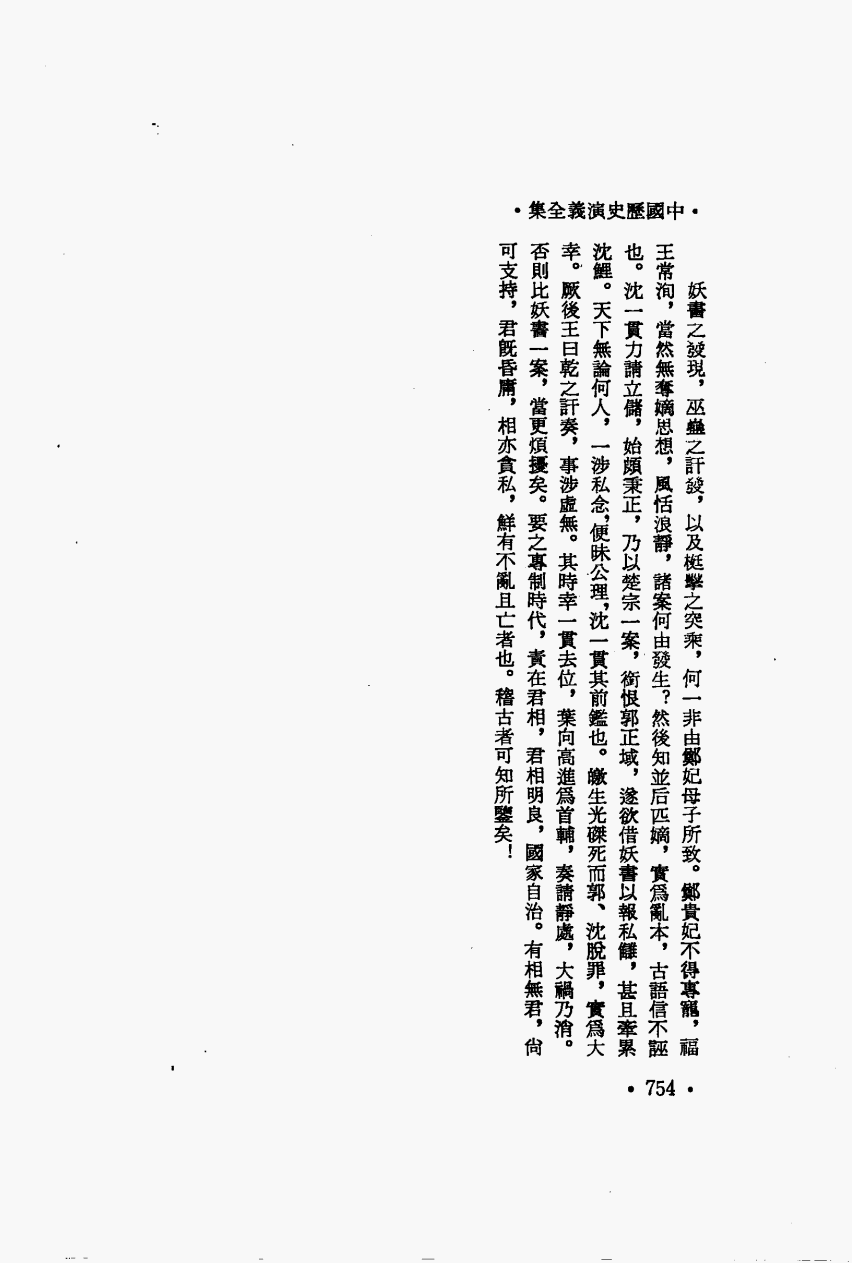 ·中國歷史演義全集·
妖書之發現，巫蠱之訐發，以及梃擊之突乘，何一非由鄭妃母子所致。鄭貴妃不得專寵，福
王常洵，當然無奪嫡思想，風恬浪靜，諸案何由發生？然後知並后匹嫡，實爲亂本，古語信不誣
也。沈一貫力請立儲，始頗秉正，乃以楚宗一案，銜恨郭正域，遂欲借妖書以報私讎，甚且牽累
沈鯉。天下無論何人，一涉私念，便昧公理，沈一貫其前鑑也。皦生光磔死而郭、沈脫罪，實爲大
幸。厥後王曰乾之訐奏，事涉虛無。其時幸一貫去位，葉向高進爲首輔，奏請靜處，大禍乃消。
否則比妖書一案，當更煩擾矣。要之專制時代，責在君相，君相明良，國家自治。有相無君，尙
可支持，君旣昏庸，相亦貪私，鮮有不亂且亡者也。稽古者可知所鑒矣！
· 754 ·